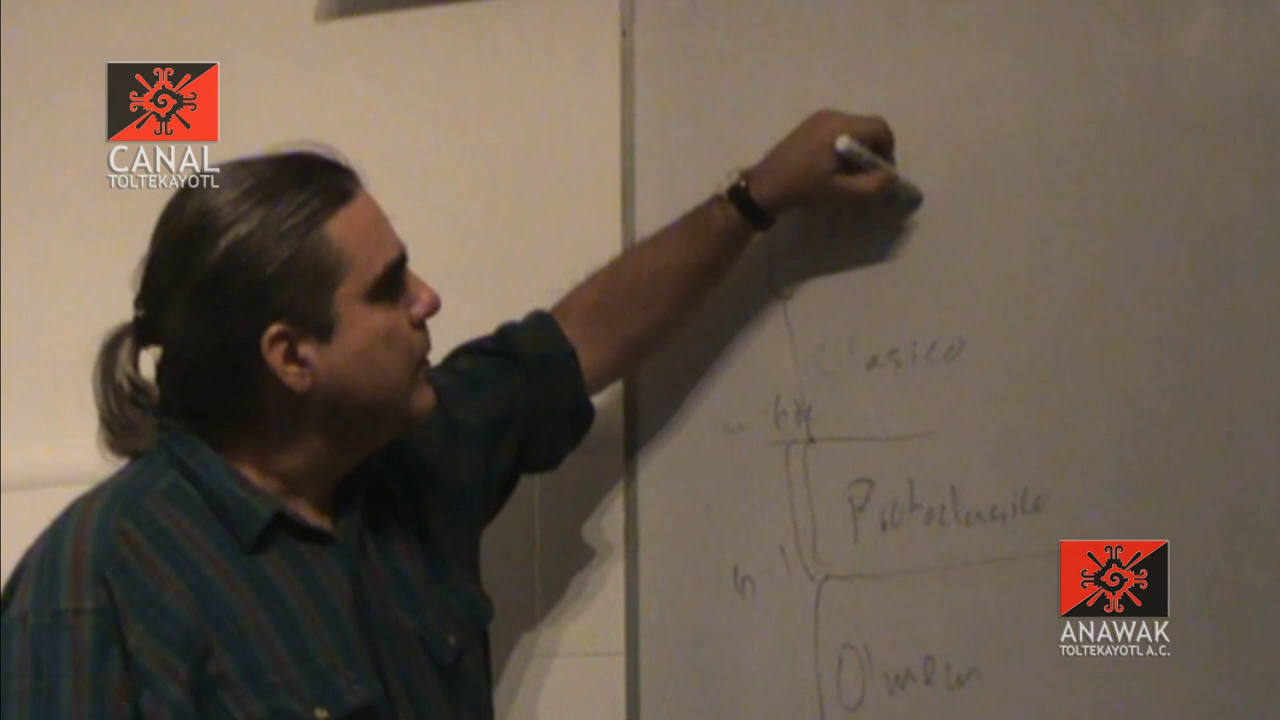 CANAL
TOLTEKAYOTL
Clasico
Protoclasico
Olmeca
ANAWAK
TOLTEKAYOTL A.C.